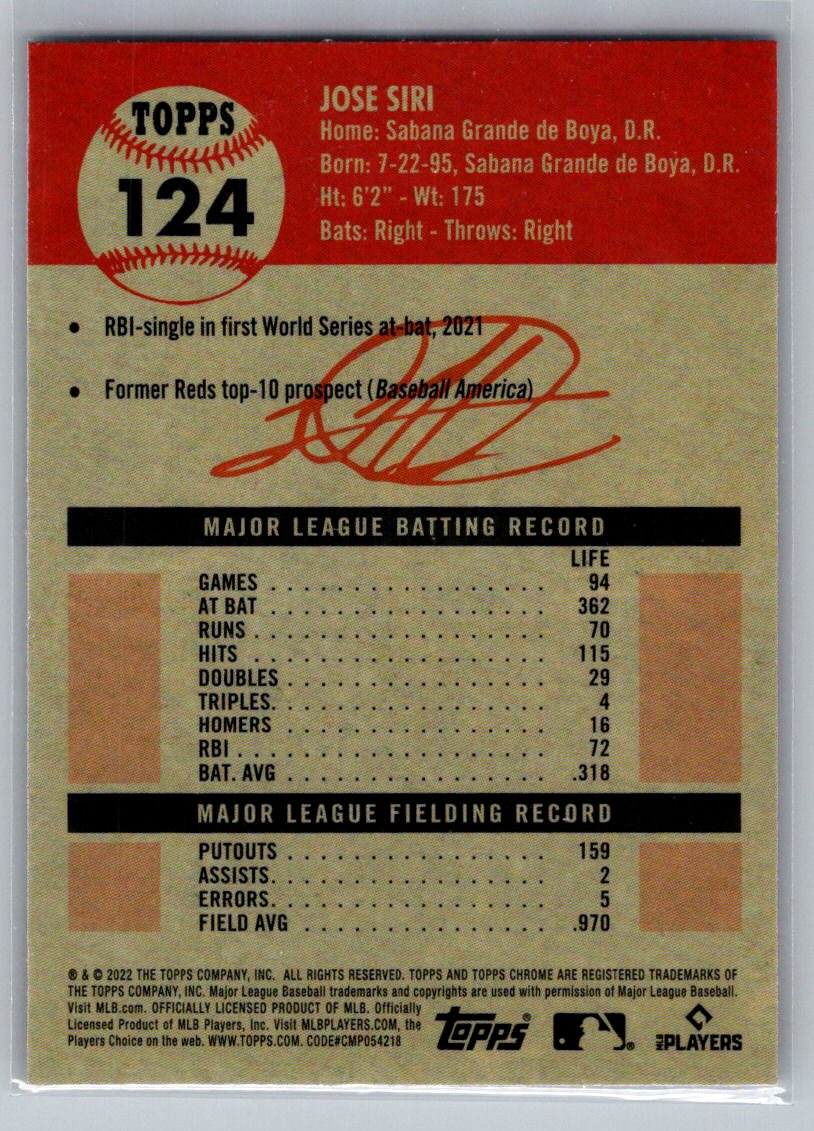 TOPPS
124
JOSE SIRI
Home: Sabana Grande de Boya, D.R.
Born: 7-22-95, Sabana Grande de Boya, D.R.
Ht: 6'2" - Wt: 175
Bats: Right - Throws: Right
• RBI-single in first World Series at-bat, 2021
• Former Reds top-10 prospect (Baseball America)
MAJOR LEAGUE BATTING RECORD
LIFE
GAMES . . . . . . . . . . . . . . . . . 94
AT BAT . . . . . . . . . . . . . . . . . 362
RUNS . . . . . . . . . . . . . . . . . . 70
HITS . . . . . . . . . . . . . . . . . . 115
DOUBLES . . . . . . . . . . . . . . . . 29
TRIPLES. . . . . . . . . . . . . . . . . 4
HOMERS . . . . . . . . . . . . . . . . 16
RBI . . . . . . . . . . . . . . . . . . . 72
BAT. AVG . . . . . . . . . . . . . . . .318
MAJOR LEAGUE FIELDING RECORD
PUTOUTS . . . . . . . . . . . . . . . . 159
ASSISTS. . . . . . . . . . . . . . . . . 2
ERRORS. . . . . . . . . . . . . . . . . 5
FIELD AVG . . . . . . . . . . . . . . . .970
® & © 2022 THE TOPPS COMPANY, INC. ALL RIGHTS RESERVED. TOPPS AND TOPPS CHROME ARE REGISTERED TRADEMARKS OF
THE TOPPS COMPANY, INC. Major League Baseball trademarks and copyrights are used with permission of Major League Baseball.
Visit MLB.com. OFFICIALLY LICENSED PRODUCT OF MLB. Officially
Licensed Product of MLB Players, Inc. Visit MLBPLAYERS.COM, the
Players Choice on the web. WWW.TOPPS.COM. CODE#CMP054218
Topps®
®
MLB PLAYERS